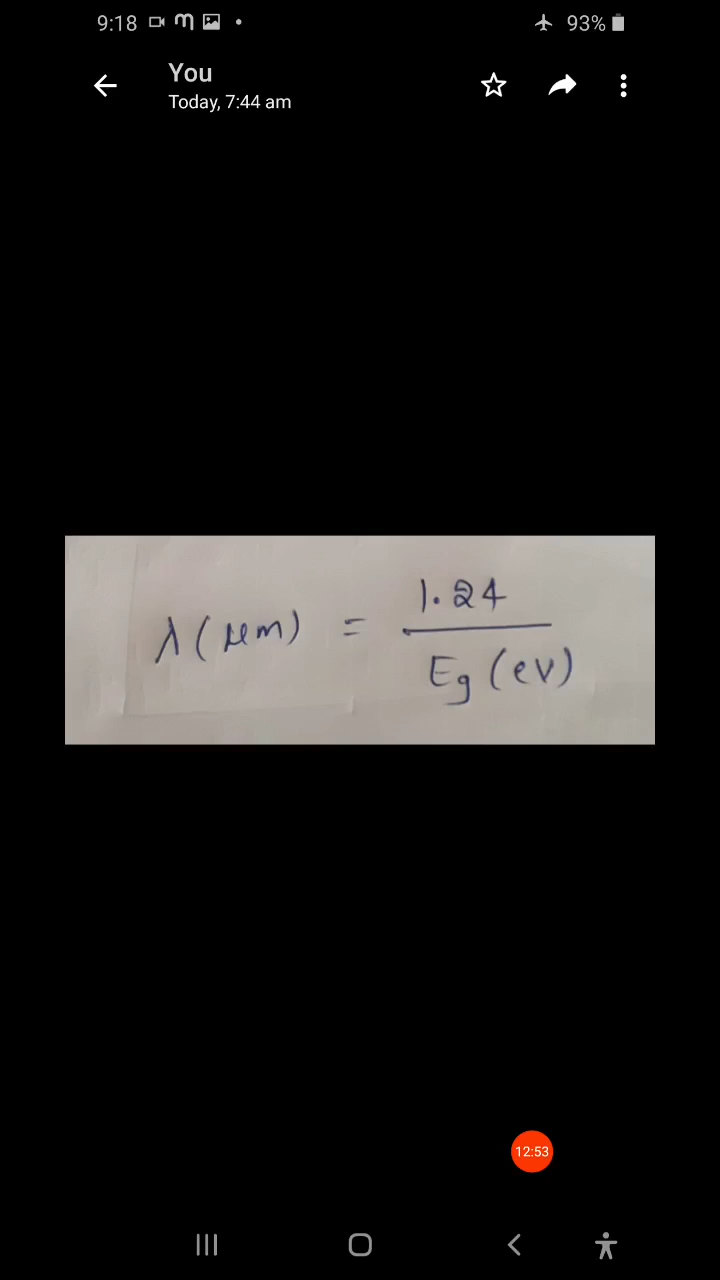 9:18 93%
You
Today, 7:44 am
λ(μm) = 1.24
Eg (ev)
12:53